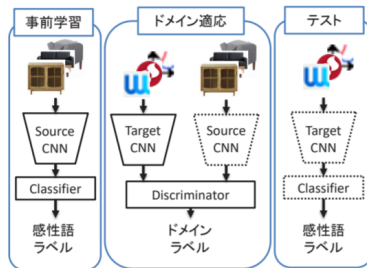 事前学習
ドメイン適応
テスト
Source
CNN
Classifier
感性語
ラベル
Target
CNN
Source
CNN
Discriminator
ドメイン
ラベル
Target
CNN
Classifier
感性語
ラベル